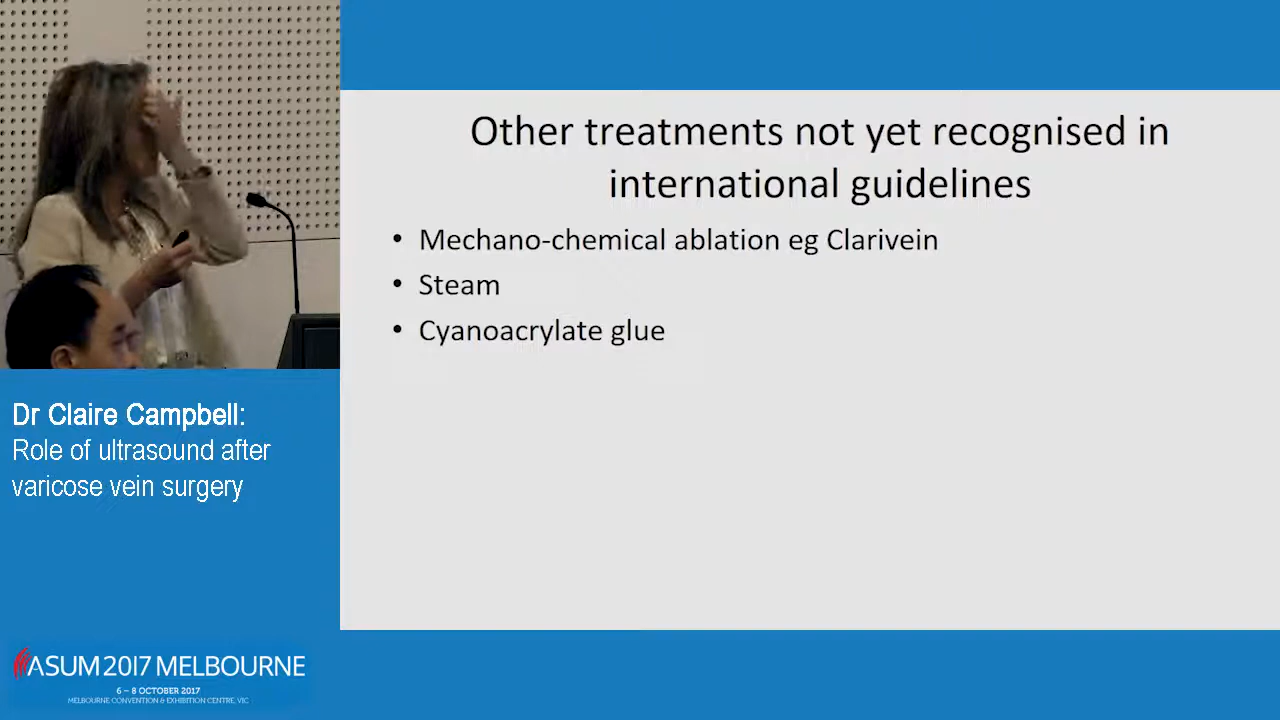 Other treatments not yet recognised in
international guidelines
• Mechano-chemical ablation eg Clarivein
• Steam
• Cyanoacrylate glue
Dr Claire Campbell:
Role of ultrasound after
varicose vein surgery
ASUM 2017 MELBOURNE
6 – 8 OCTOBER 2017
MELBOURNE CONVENTION & EXHIBITION CENTRE, VIC